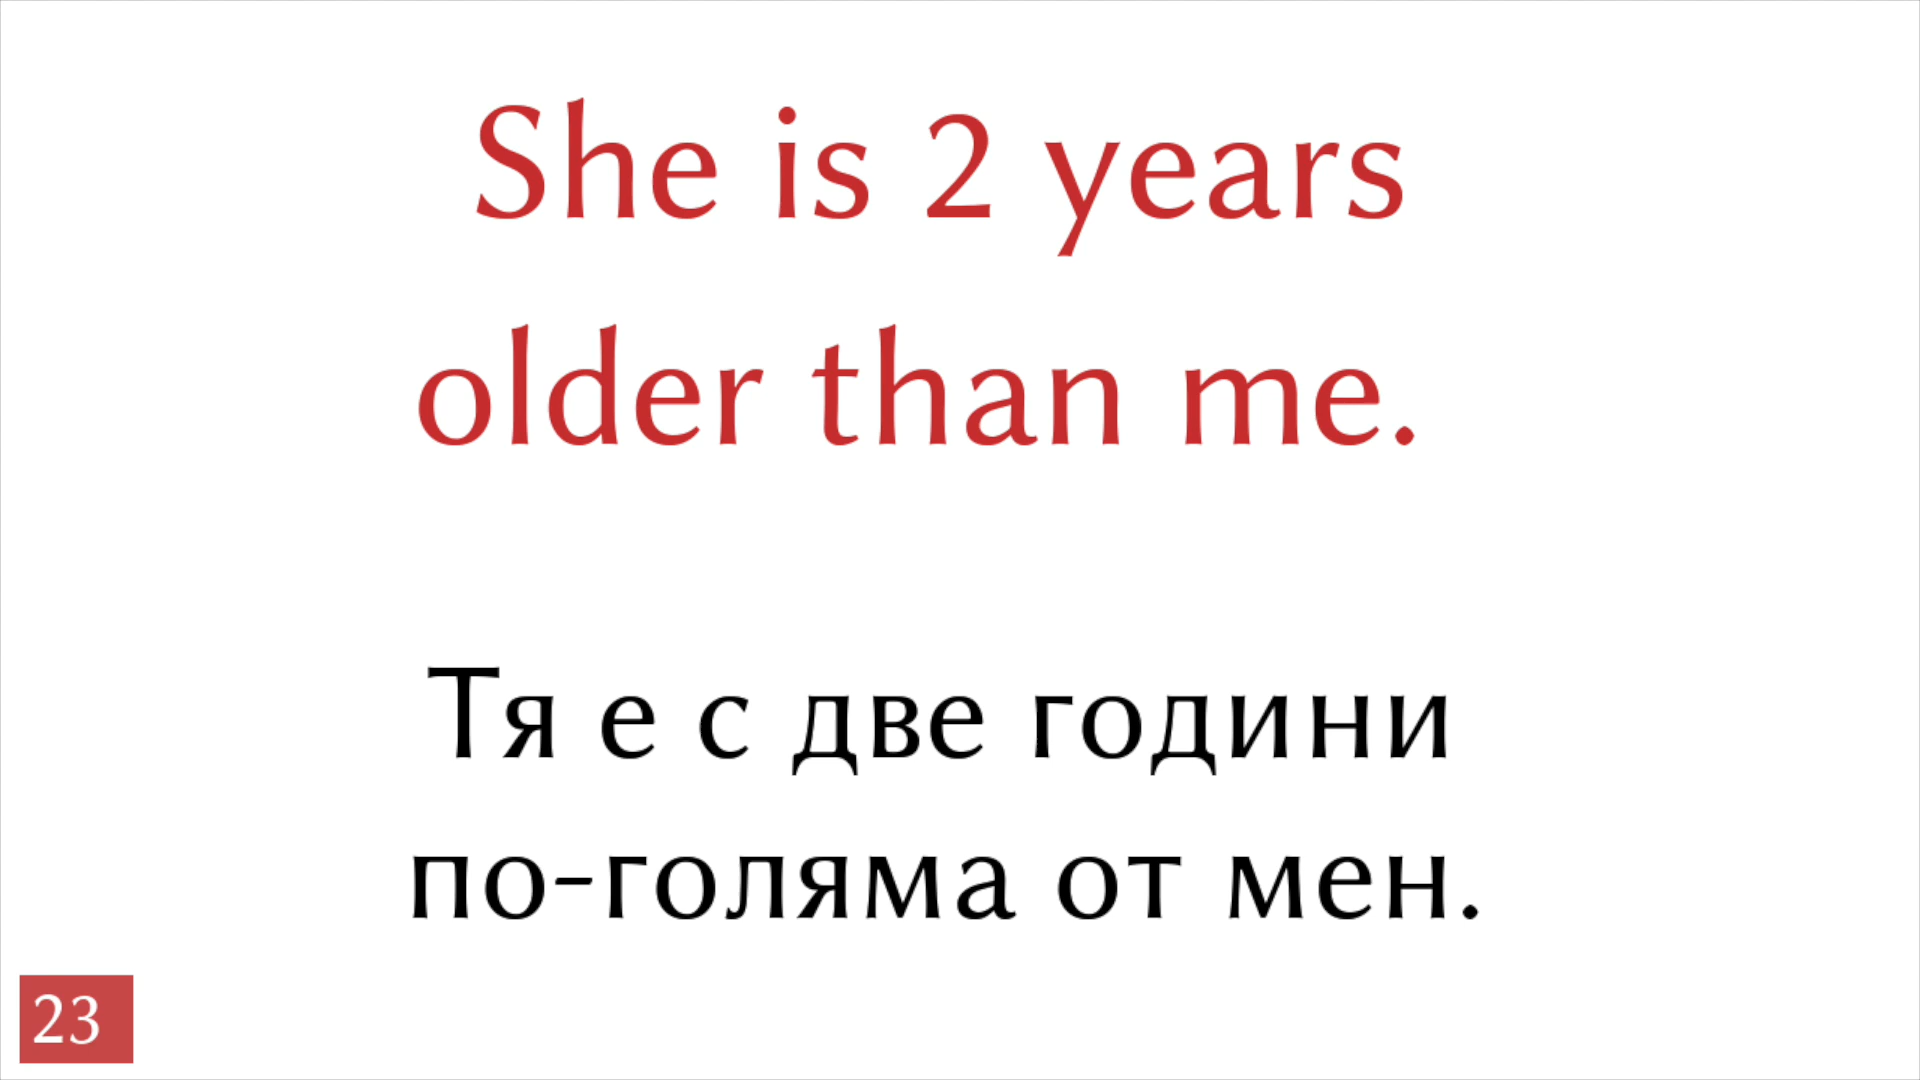 She is 2 years
older than me.
Тя е с две години
по-голяма от мен.
23